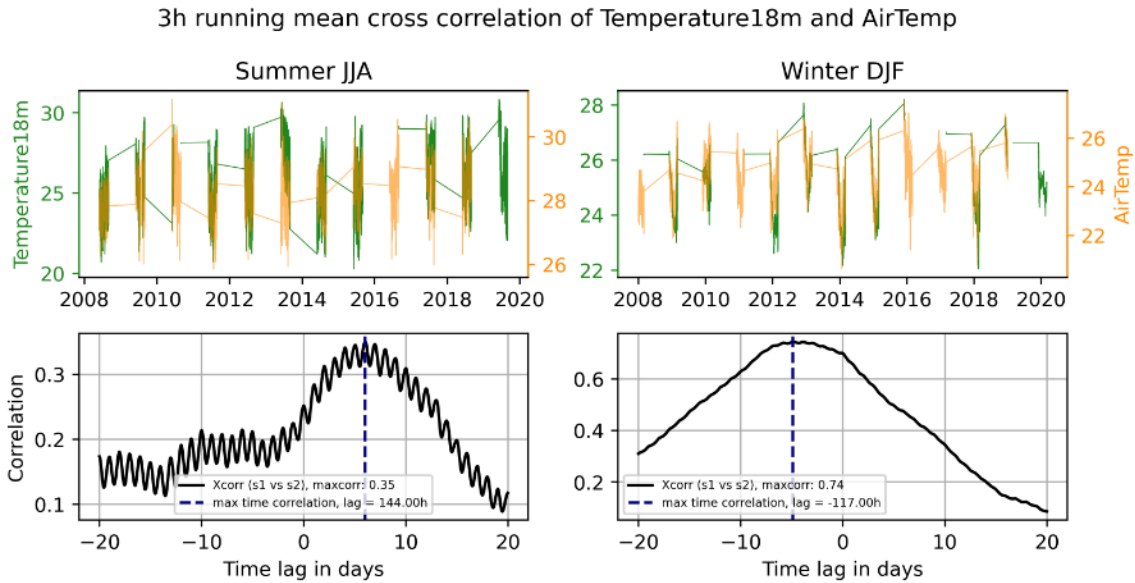 3h running mean cross correlation of Temperature18m and AirTemp
Summer JJA
Winter DJF
Temperature18m
30
25
20
30
28
26
2008 2010 2012 2014 2016 2018 2020
28
26
24
22
26
24
22
AirTemp
2008 2010 2012 2014 2016 2018 2020
Correlation
0.3
0.2
0.1
Xcorr (s1 vs s2), maxcorr: 0.35
max time correlation, lag = 144.00h
−20 −10 0 10 20
Time lag in days
0.6
0.4
0.2
Xcorr (s1 vs s2), maxcorr: 0.74
max time correlation, lag = -117.00h
−20 −10 0 10 20
Time lag in days